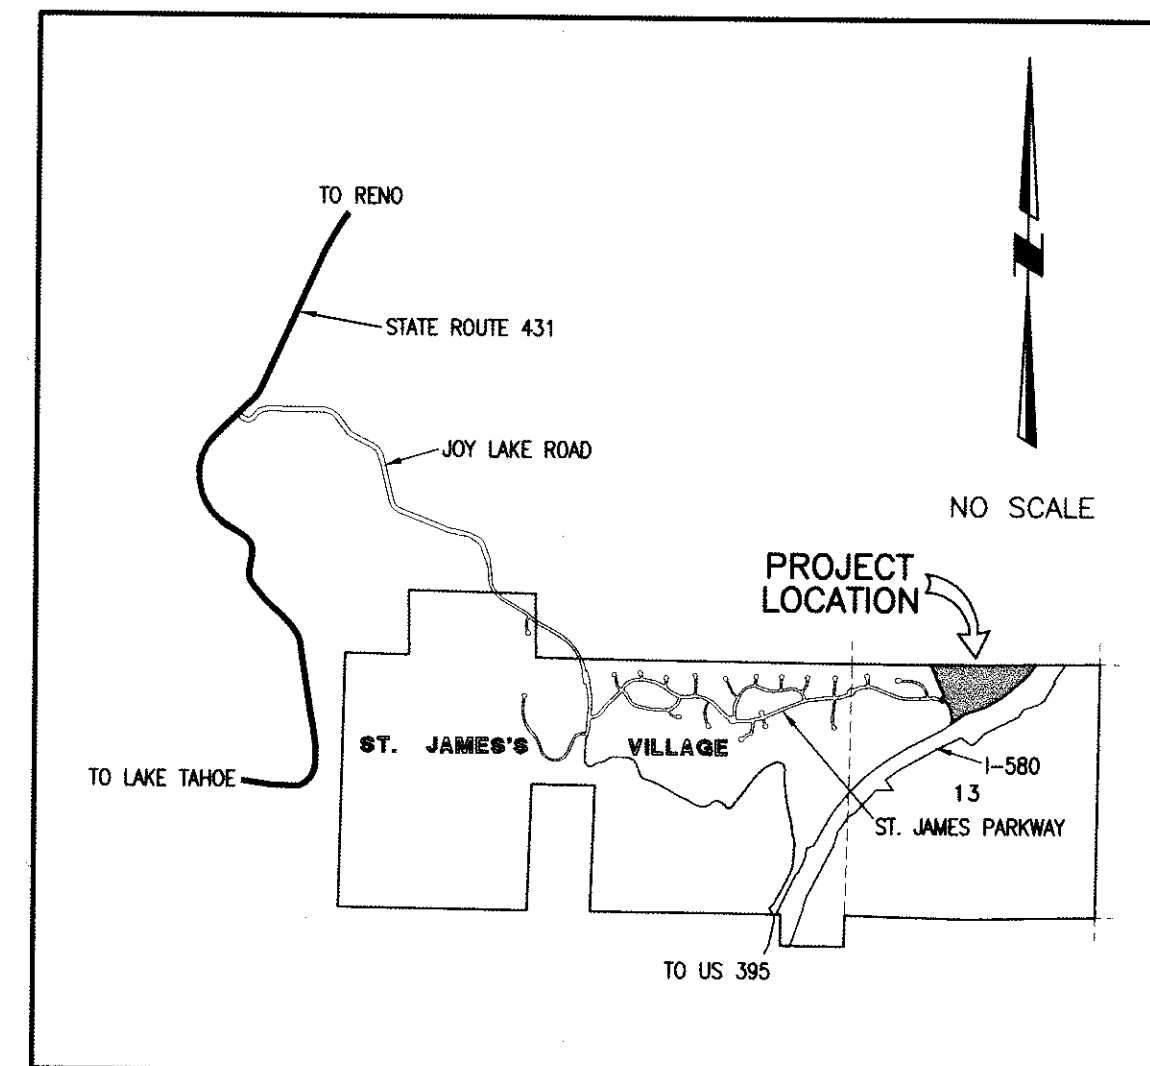 TO RENO
STATE ROUTE 431
JOY LAKE ROAD
N
NO SCALE
PROJECT
LOCATION
ST. JAMES'S VILLAGE
TO LAKE TAHOE
I-580
13
ST. JAMES PARKWAY
TO US 395